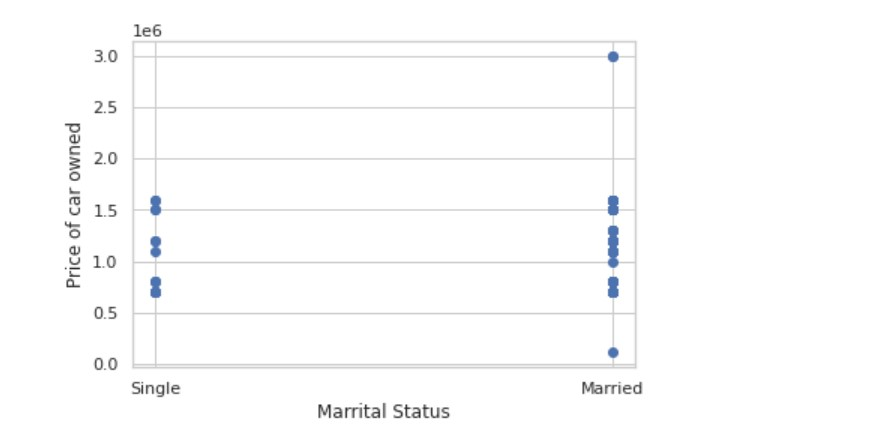 1e6
3.0
2.5
2.0
1.5
1.0
0.5
0.0
Price of car owned
Single Married
Marrital Status